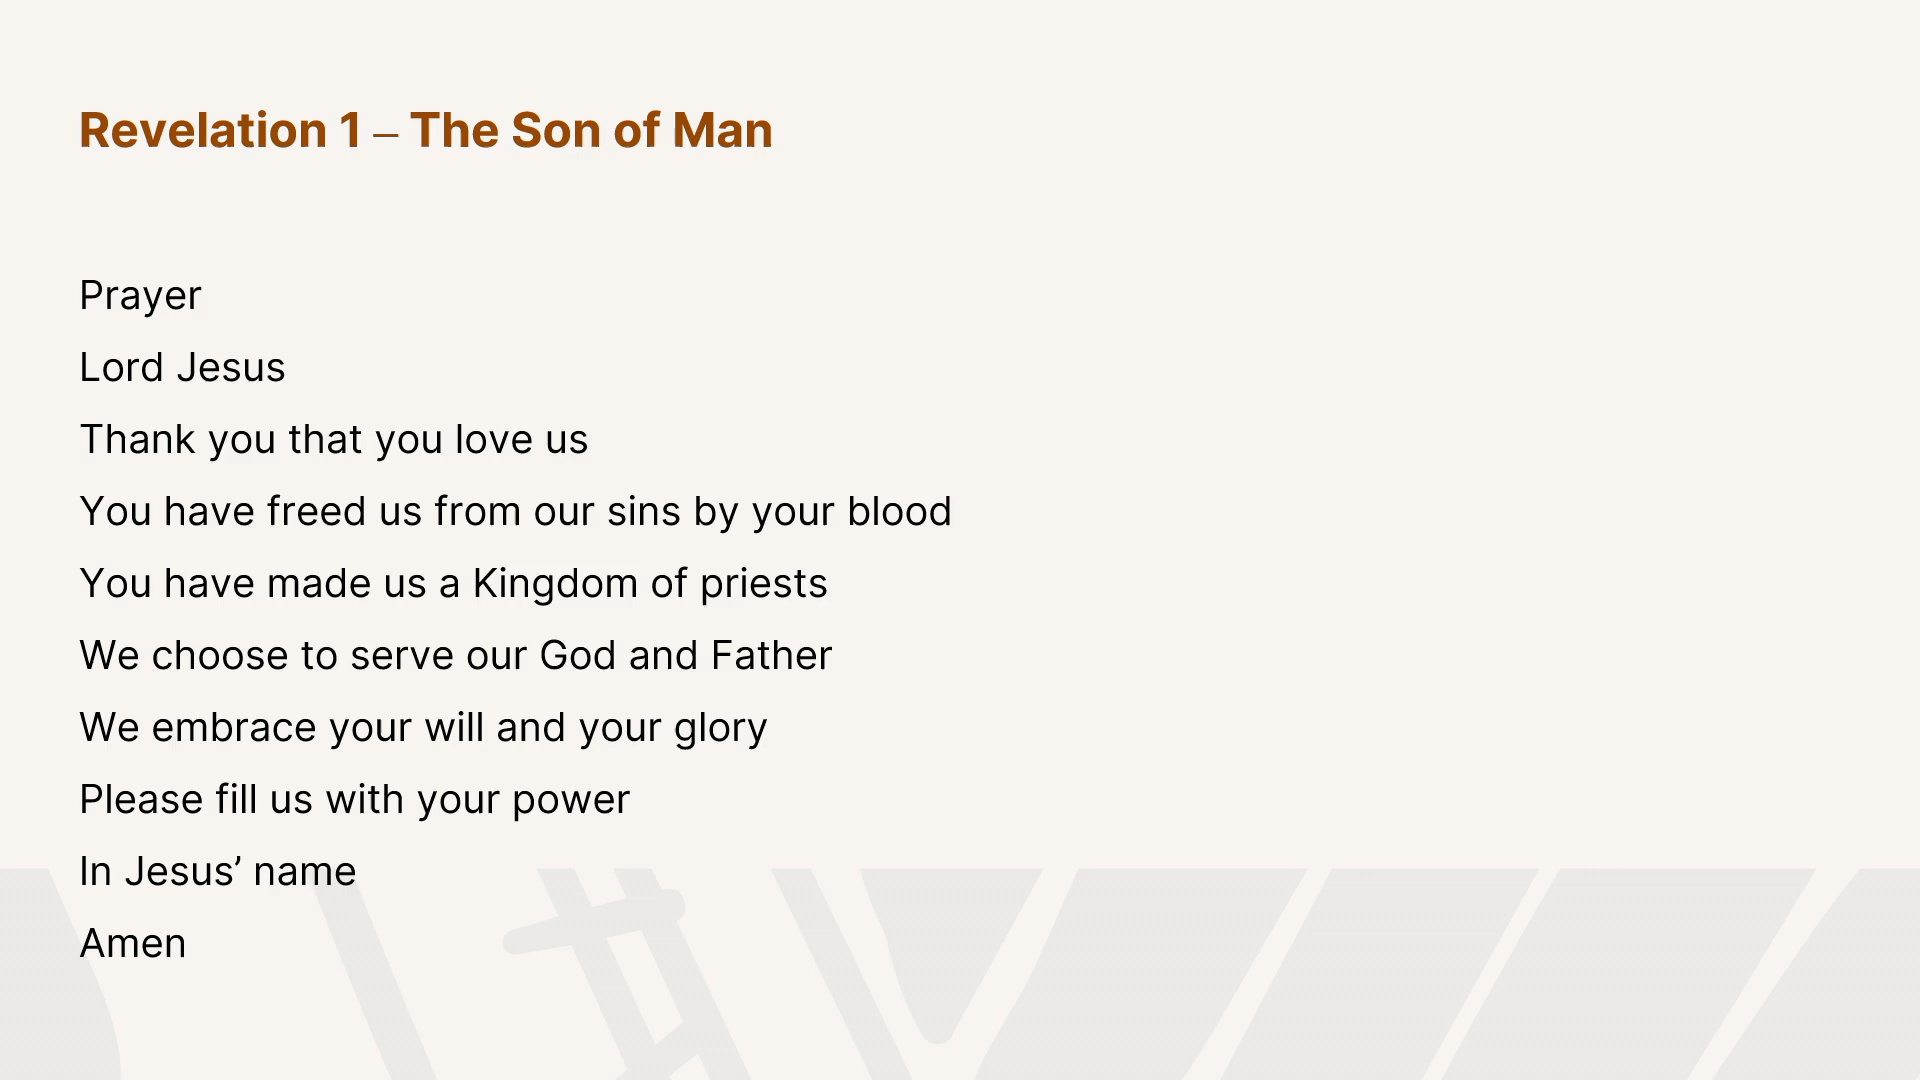 Revelation 1 – The Son of Man
Prayer
Lord Jesus
Thank you that you love us
You have freed us from our sins by your blood
You have made us a Kingdom of priests
We choose to serve our God and Father
We embrace your will and your glory
Please fill us with your power
In Jesus’ name
Amen